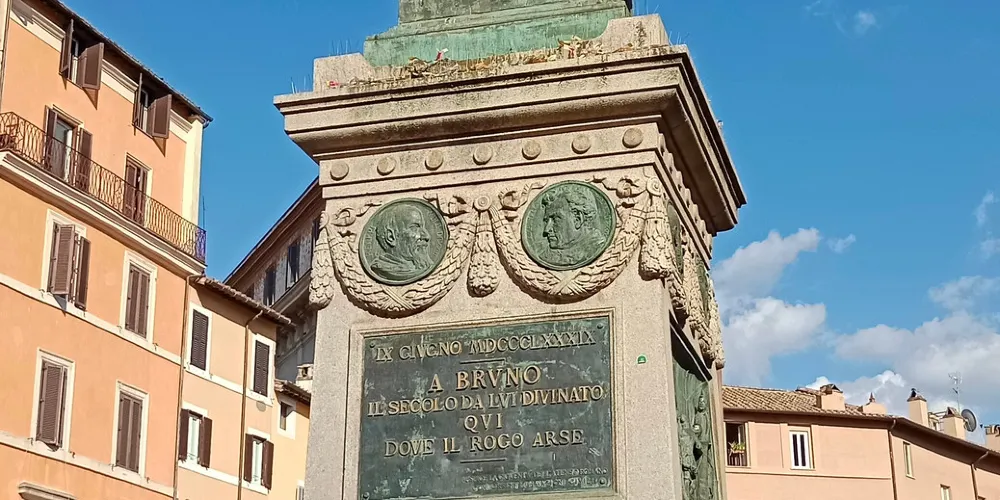 IX GIVGNO MDCCCLXXXIX
A BRVNO
IL SECOLO DA LVI DIVINATO
QVI
DOVE IL ROGO ARSE